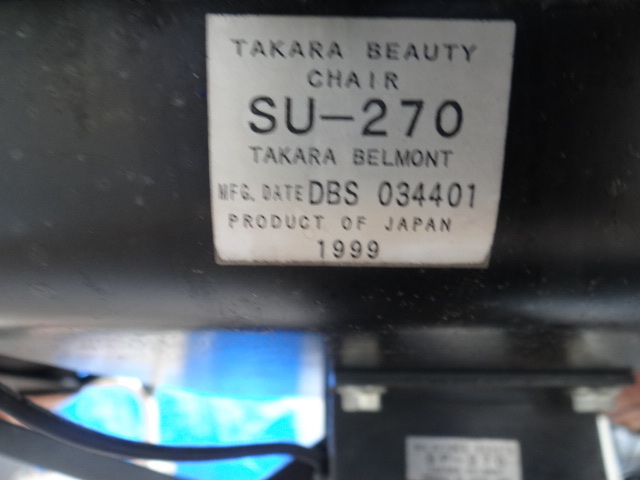 TAKARA BEAUTY
CHAIR
SU-270
TAKARA BELMONT
MFG. DATE DBS 034401
PRODUCT OF JAPAN
1999